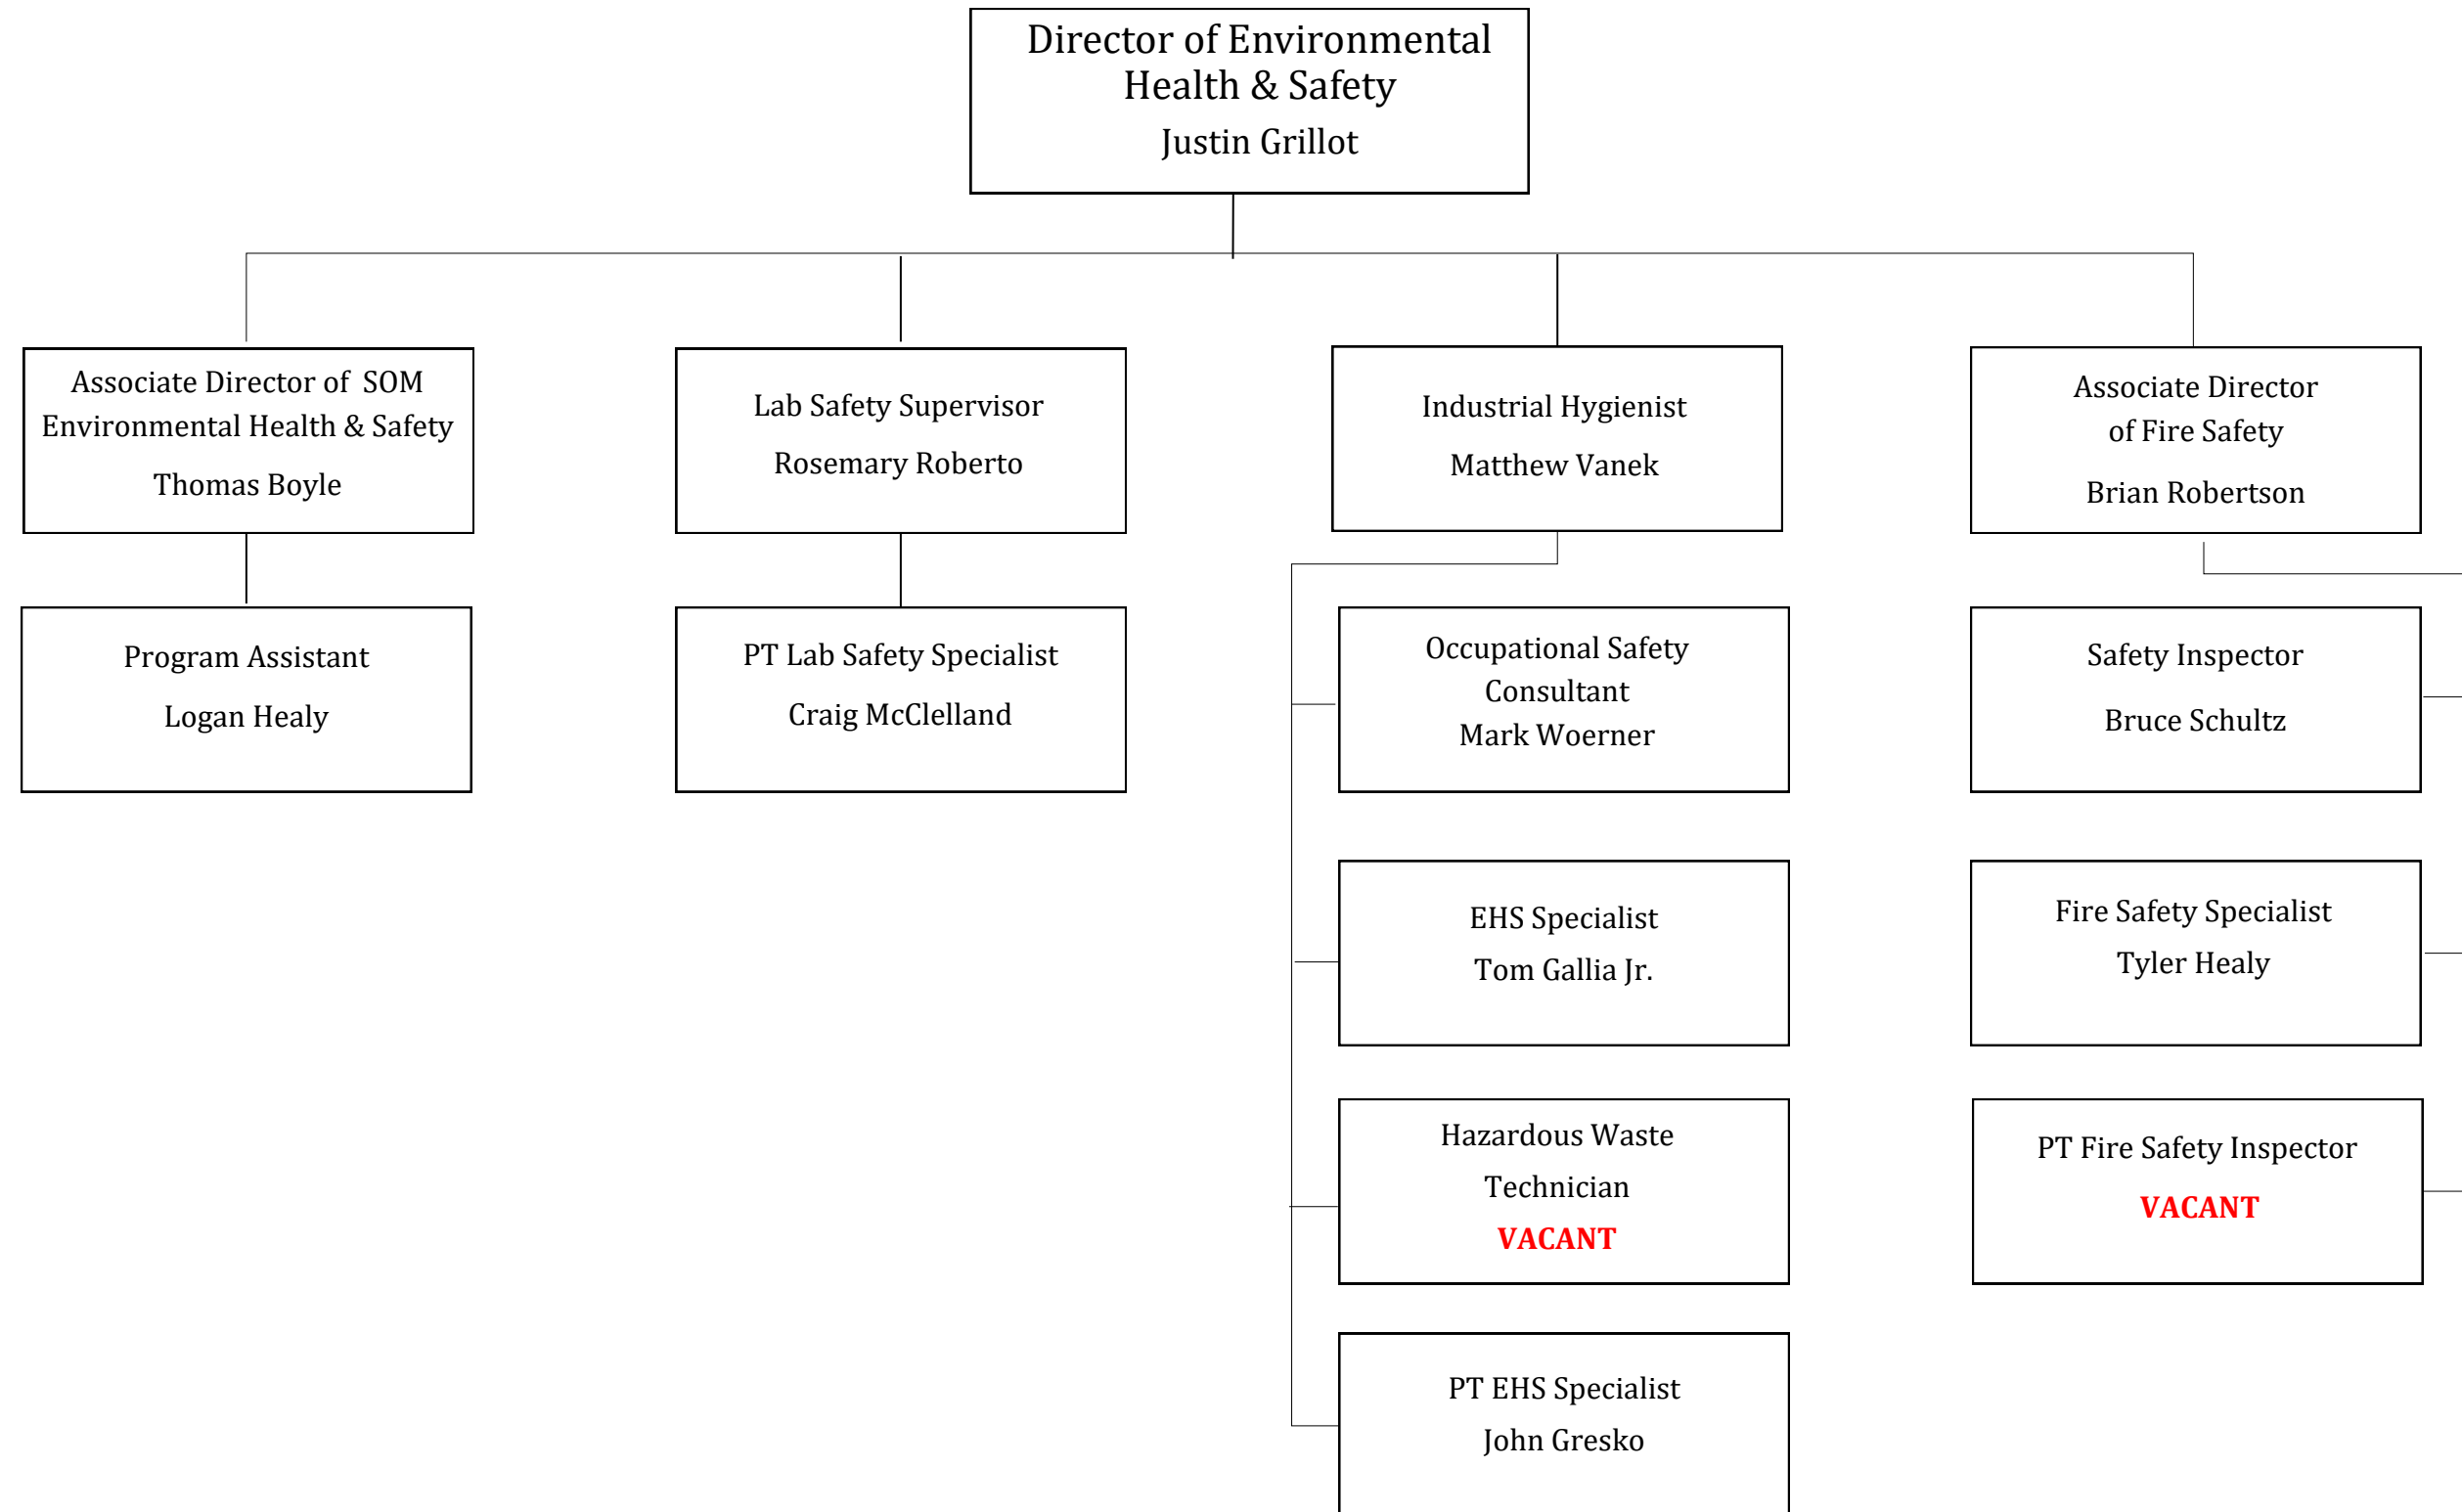 Director of Environmental
Health & Safety
Justin Grillot
Associate Director of  SOM
Environmental Health & Safety
Thomas Boyle
Lab Safety Supervisor
Rosemary Roberto
Industrial Hygienist
Matthew Vanek
Associate Director
of Fire Safety
Brian Robertson
Program Assistant
Logan Healy
PT Lab Safety Specialist
Craig McClelland
Occupational Safety
Consultant
Mark Woerner
Safety Inspector
Bruce Schultz
EHS Specialist
Tom Gallia Jr.
Fire Safety Specialist
Tyler Healy
Hazardous Waste
Technician
VACANT
PT Fire Safety Inspector
VACANT
PT EHS Specialist
John Gresko